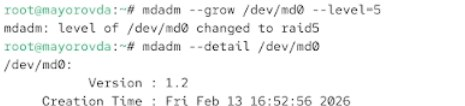 root@mayorovda:~# mdadm --grow /dev/md0 --level=5
mdadm: level of /dev/md0 changed to raid5
root@mayorovda:~# mdadm --detail /dev/md0
/dev/md0:
Version : 1.2
Creation Time : Fri Feb 13 16:52:56 2026